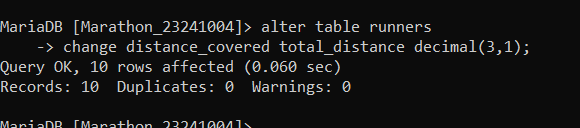 MariaDB [Marathon_23241004]> alter table runners
    -> change distance_covered total_distance decimal(3,1);
Query OK, 10 rows affected (0.060 sec)
Records: 10  Duplicates: 0  Warnings: 0
MariaDB [Marathon_23241004]>